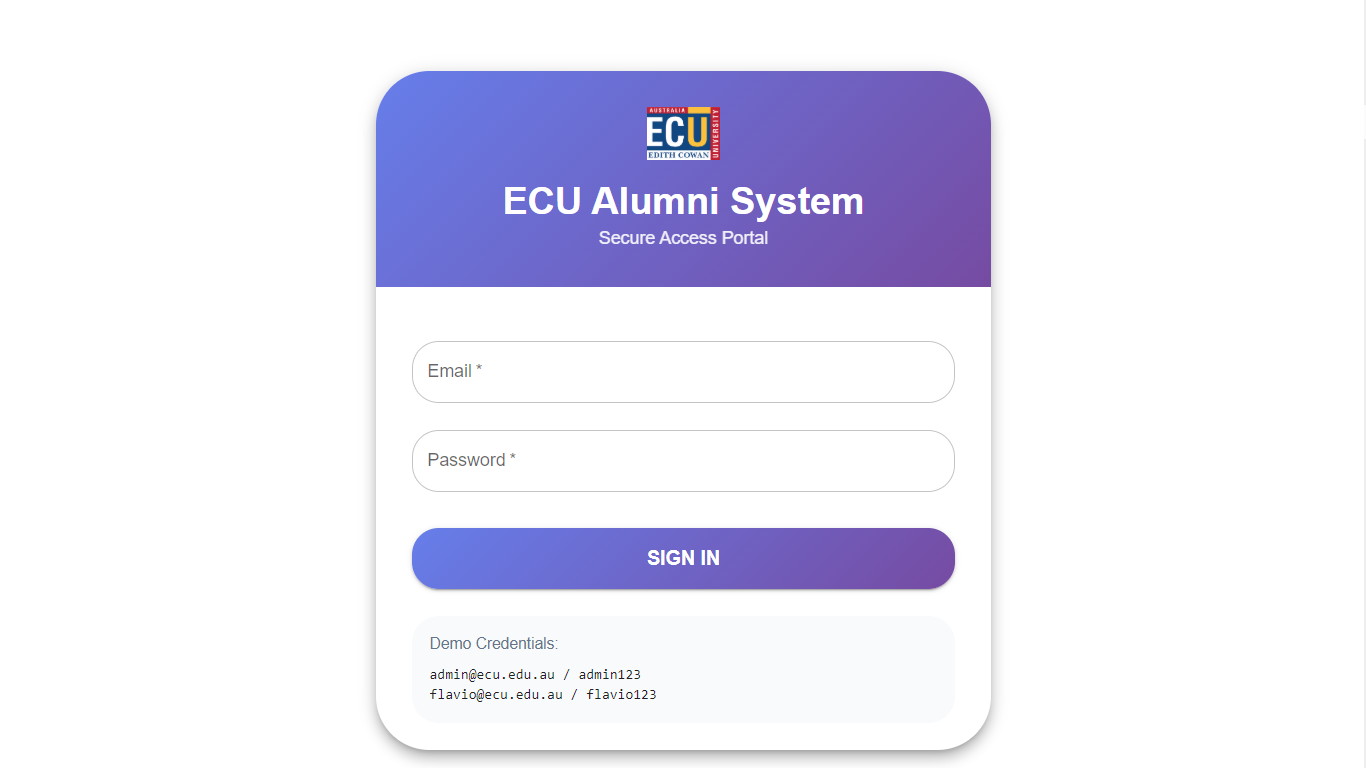 AUSTRALIA
ECU
UNIVERSITY
EDITH COWAN
ECU Alumni System
Secure Access Portal
Email *
Password *
SIGN IN
Demo Credentials:
admin@ecu.edu.au / admin123
flavio@ecu.edu.au / flavio123